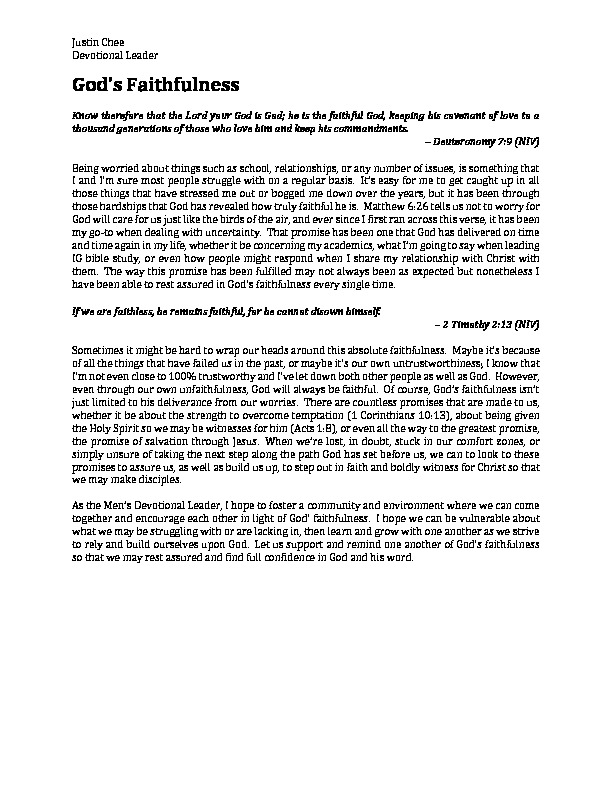 Justin Chee
Devotional Leader
God's Faithfulness
Know therefore that the Lord your God is God; he is the faithful God, keeping his covenant of love to a
thousand generations of those who love him and keep his commandments.
– Deuteronomy 7:9 (NIV)
Being worried about things such as school, relationships, or any number of issues, is something that
I and I'm sure most people struggle with on a regular basis. It's easy for me to get caught up in all
those things that have stressed me out or bogged me down over the years, but it has been through
those hardships that God has revealed how truly faithful he is. Matthew 6:26 tells us not to worry for
God will care for us just like the birds of the air, and ever since I first ran across this verse, it has been
my go-to when dealing with uncertainty. That promise has been one that God has delivered on time
and time again in my life, whether it be concerning my academics, what I'm going to say when leading
IG bible study, or even how people might respond when I share my relationship with Christ with
them. The way this promise has been fulfilled may not always been as expected but nonetheless I
have been able to rest assured in God's faithfulness every single time.
If we are faithless, he remains faithful, for he cannot disown himself.
– 2 Timothy 2:13 (NIV)
Sometimes it might be hard to wrap our heads around this absolute faithfulness. Maybe it's because
of all the things that have failed us in the past, or maybe it's our own untrustworthiness; I know that
I'm not even close to 100% trustworthy and I've let down both other people as well as God. However,
even through our own unfaithfulness, God will always be faithful. Of course, God's faithfulness isn't
just limited to his deliverance from our worries. There are countless promises that are made to us,
whether it be about the strength to overcome temptation (1 Corinthians 10:13), about being given
the Holy Spirit so we may be witnesses for him (Acts 1:8), or even all the way to the greatest promise,
the promise of salvation through Jesus. When we're lost, in doubt, stuck in our comfort zones, or
simply unsure of taking the next step along the path God has set before us, we can to look to these
promises to assure us, as well as build us up, to step out in faith and boldly witness for Christ so that
we may make disciples.
As the Men's Devotional Leader, I hope to foster a community and environment where we can come
together and encourage each other in light of God' faithfulness. I hope we can be vulnerable about
what we may be struggling with or are lacking in, then learn and grow with one another as we strive
to rely and build ourselves upon God. Let us support and remind one another of God's faithfulness
so that we may rest assured and find full confidence in God and his word.